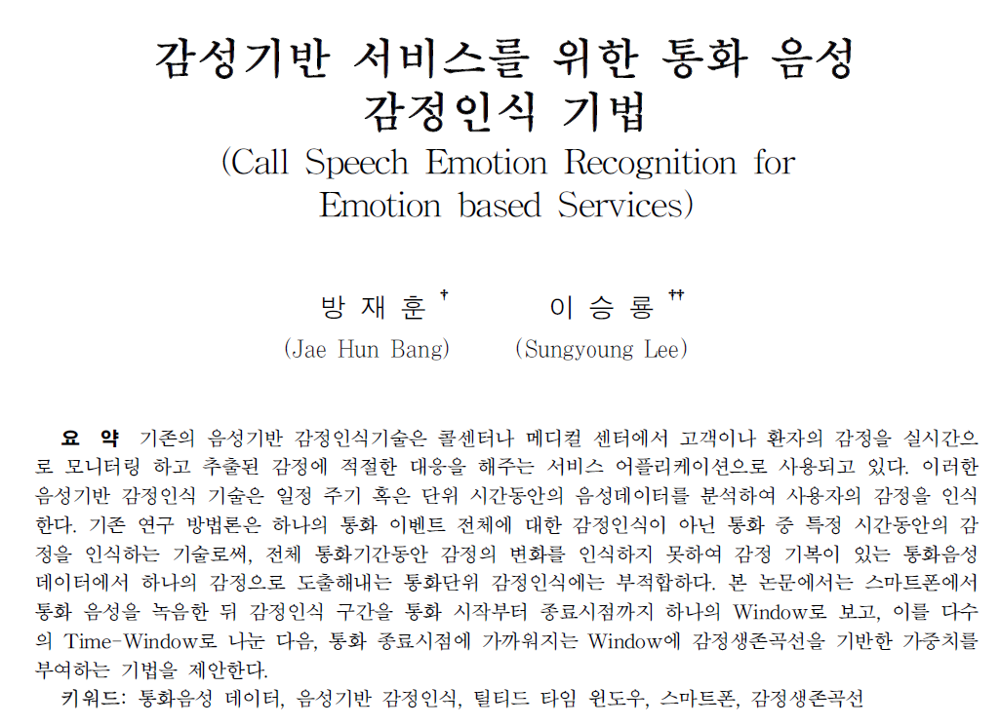 감성기반 서비스를 위한 통화 음성
감정인식 기법
(Call Speech Emotion Recognition for
Emotion based Services)
방 재 훈 † 이 승 룡 ††
(Jae Hun Bang) (Sungyoung Lee)
요 약 기존의 음성기반 감정인식기술은 콜센터나 메디컬 센터에서 고객이나 환자의 감정을 실시간으
로 모니터링 하고 추출된 감정에 적절한 대응을 해주는 서비스 어플리케이션으로 사용되고 있다. 이러한
음성기반 감정인식 기술은 일정 주기 혹은 단위 시간동안의 음성데이터를 분석하여 사용자의 감정을 인식
한다. 기존 연구 방법론은 하나의 통화 이벤트 전체에 대한 감정인식이 아닌 통화 중 특정 시간동안의 감
정을 인식하는 기술로써, 전체 통화기간동안 감정의 변화를 인식하지 못하여 감정 기복이 있는 통화음성
데이터에서 하나의 감정으로 도출해내는 통화단위 감정인식에는 부적합하다. 본 논문에서는 스마트폰에서
통화 음성을 녹음한 뒤 감정인식 구간을 통화 시작부터 종료시점까지 하나의 Window로 보고, 이를 다수
의 Time-Window로 나눈 다음, 통화 종료시점에 가까워지는 Window에 감정생존곡선을 기반한 가중치를
부여하는 기법을 제안한다.
키워드: 통화음성 데이터, 음성기반 감정인식, 틸티드 타임 윈도우, 스마트폰, 감정생존곡선